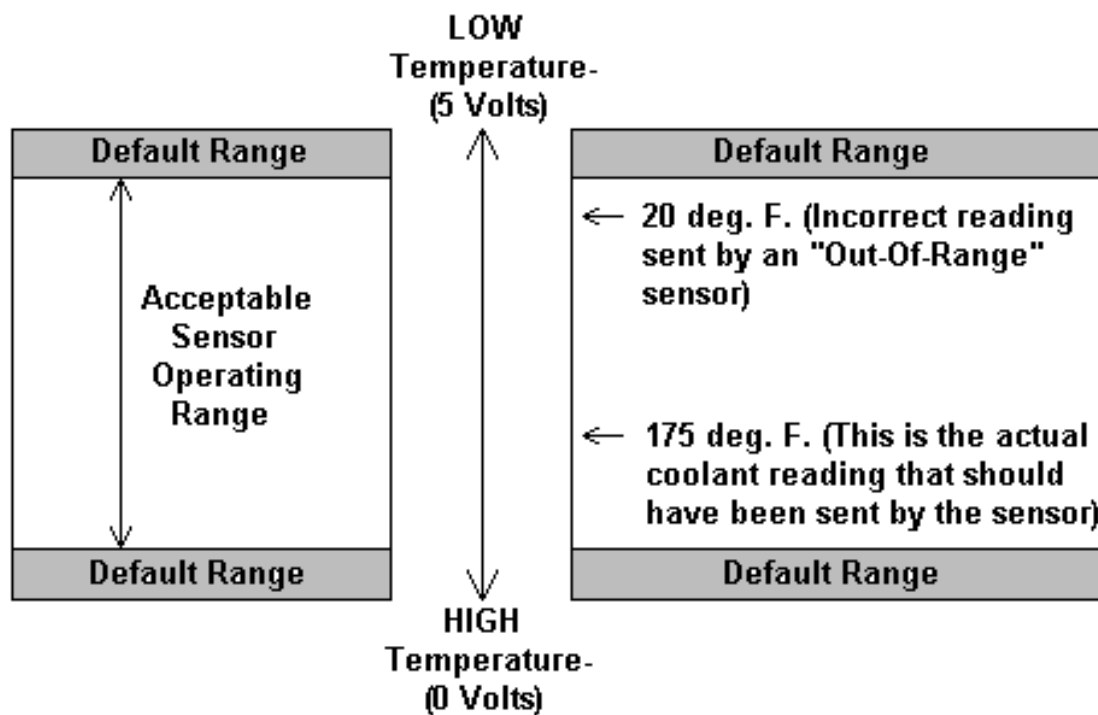 LOW
Temperature-
(5 Volts)
Default Range
Acceptable
Sensor
Operating
Range
Default Range
Default Range
20 deg. F. (Incorrect reading
sent by an "Out-Of-Range"
sensor)
175 deg. F. (This is the actual
coolant reading that should
have been sent by the sensor)
Default Range
HIGH
Temperature-
(0 Volts)